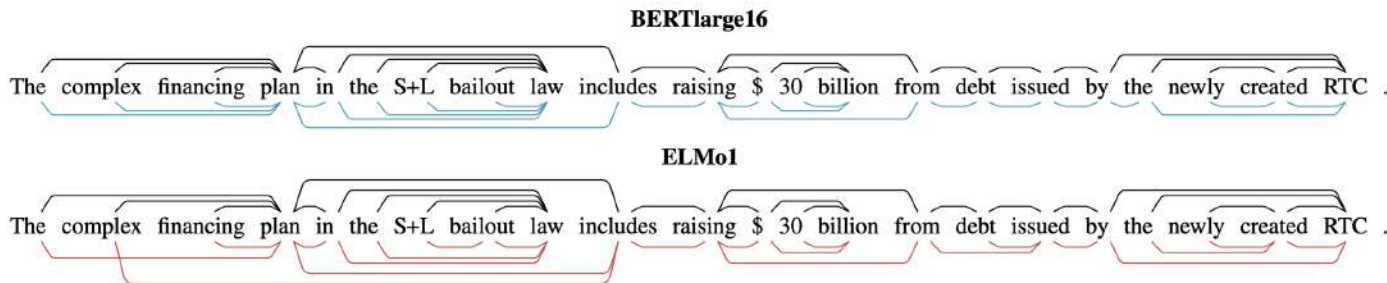 BERTlarge16
The complex financing plan in the S+L bailout law includes raising $ 30 billion from debt issued by the newly created RTC .
ELMo1
The complex financing plan in the S+L bailout law includes raising $ 30 billion from debt issued by the newly created RTC .